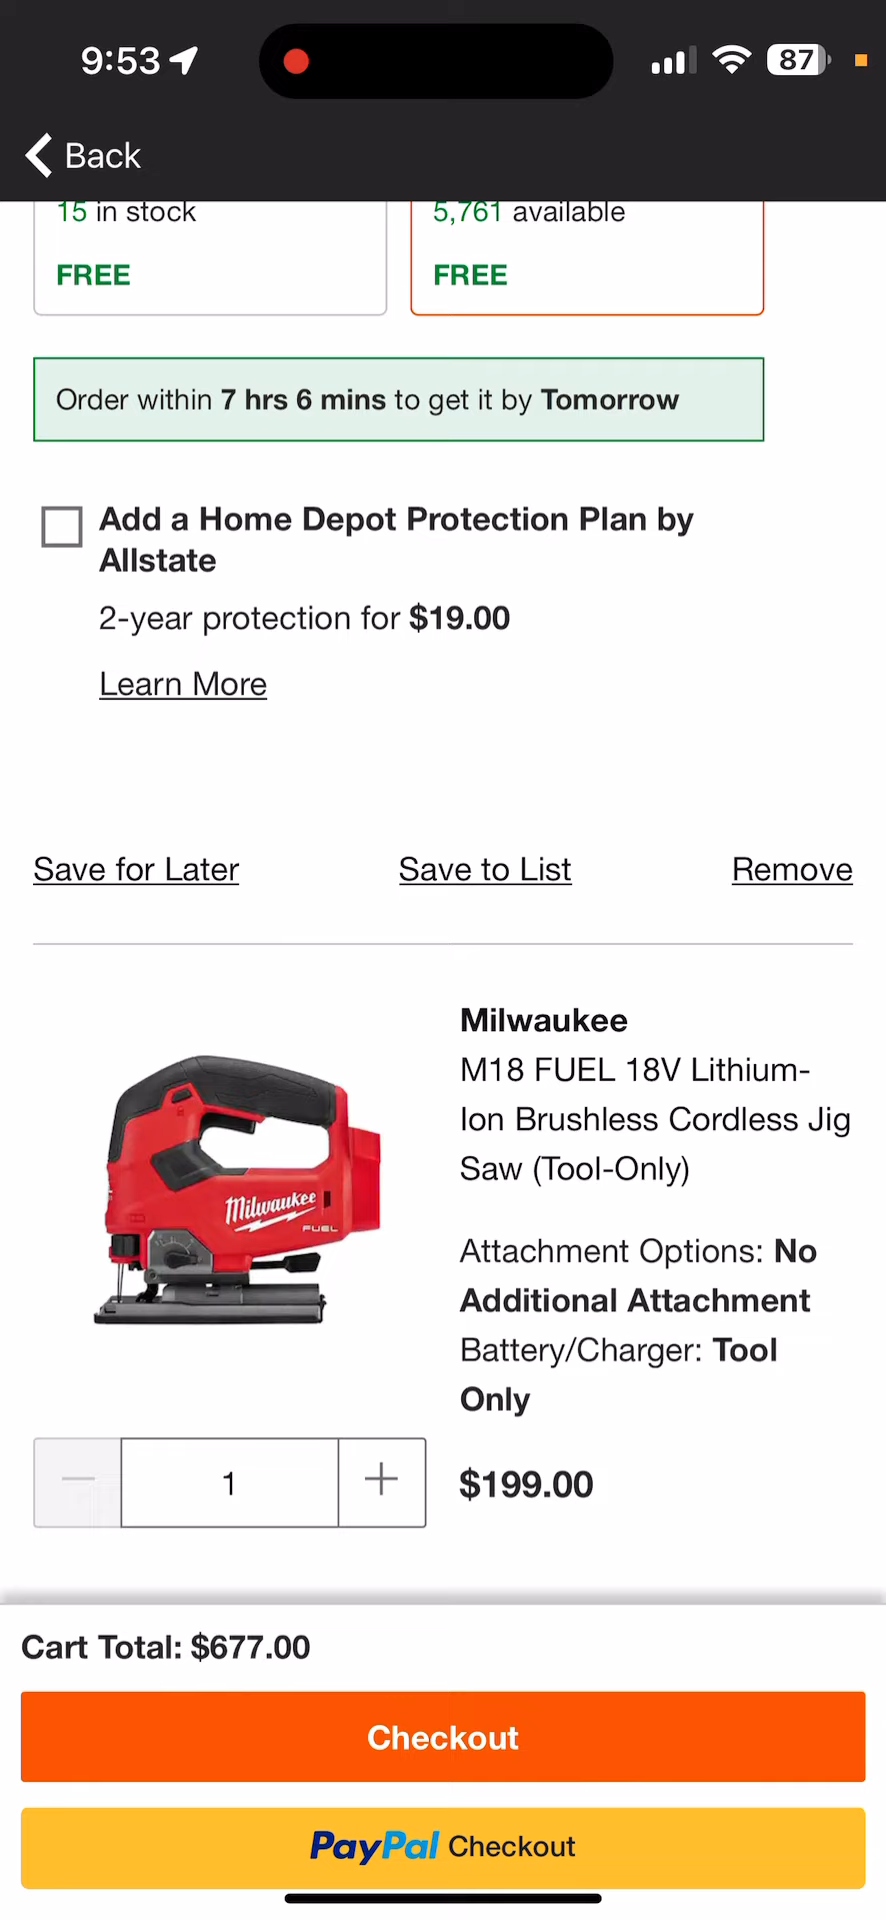 9:53
87
Back
15 in stock
5,761 available
FREE
FREE
Order within 7 hrs 6 mins to get it by Tomorrow
Add a Home Depot Protection Plan by
Allstate
2-year protection for $19.00
Learn More
Save for Later
Save to List
Remove
Milwaukee
M18 FUEL 18V Lithium-
Ion Brushless Cordless Jig
Saw (Tool-Only)
Milwaukee
FUEL
Attachment Options: No
Additional Attachment
Battery/Charger: Tool
Only
1
$199.00
Cart Total: $677.00
Checkout
PayPal Checkout